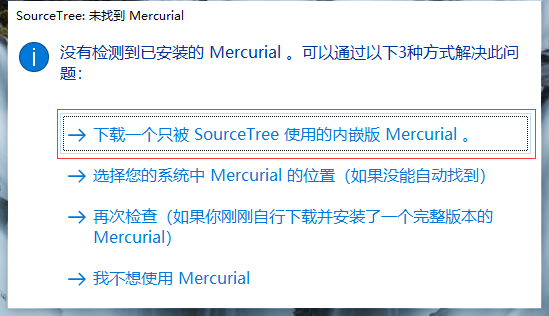 SourceTree: 未找到 Mercurial
没有检测到已安装的 Mercurial 。可以通过以下3种方式解决此问
题：
下载一个只被 SourceTree 使用的内嵌版 Mercurial 。
选择您的系统中 Mercurial 的位置（如果没能自动找到）
再次检查（如果你刚刚自行下载并安装了一个完整版本的
Mercurial）
我不想使用 Mercurial